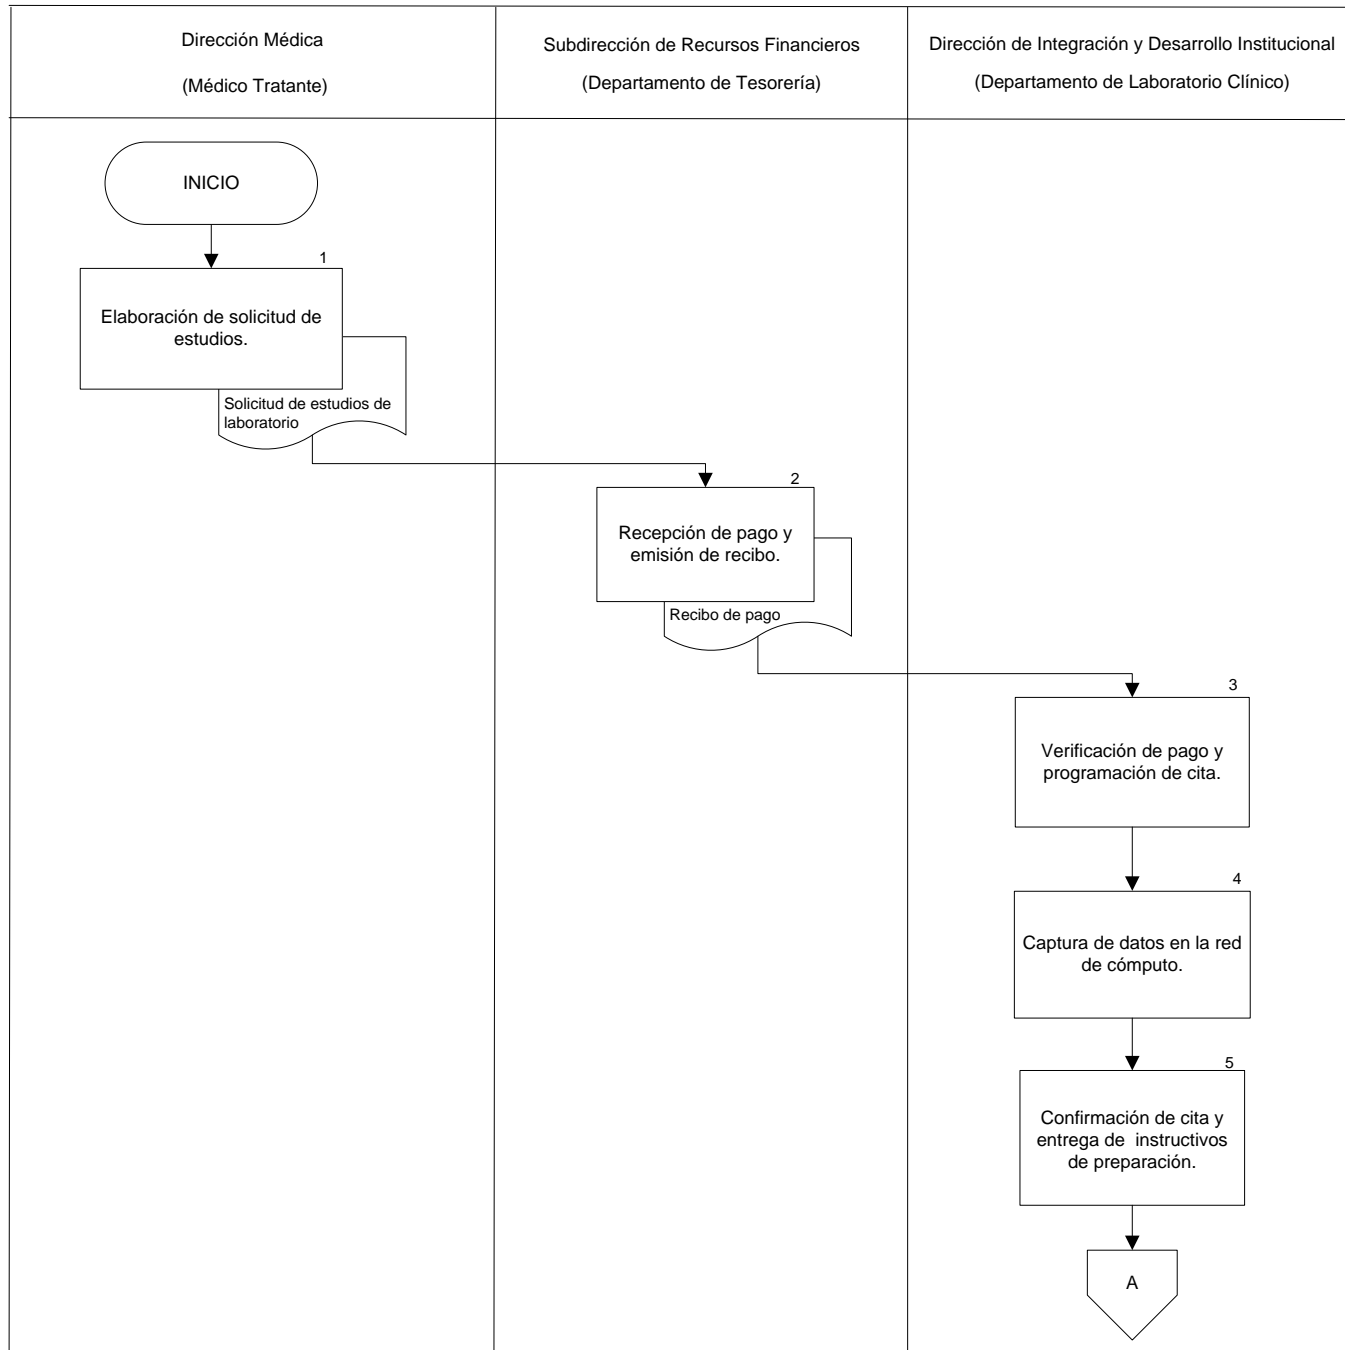 Dirección Médica
(Médico Tratante)
Subdirección de Recursos Financieros
(Departamento de Tesorería)
Dirección de Integración y Desarrollo Institucional
(Departamento de Laboratorio Clínico)
INICIO
1
Elaboración de solicitud de
estudios.
Solicitud de estudios de
laboratorio
2
Recepción de pago y
emisión de recibo.
Recibo de pago
3
Verificación de pago y
programación de cita.
4
Captura de datos en la red
de cómputo.
5
Confirmación de cita y
entrega de instructivos
de preparación.
A